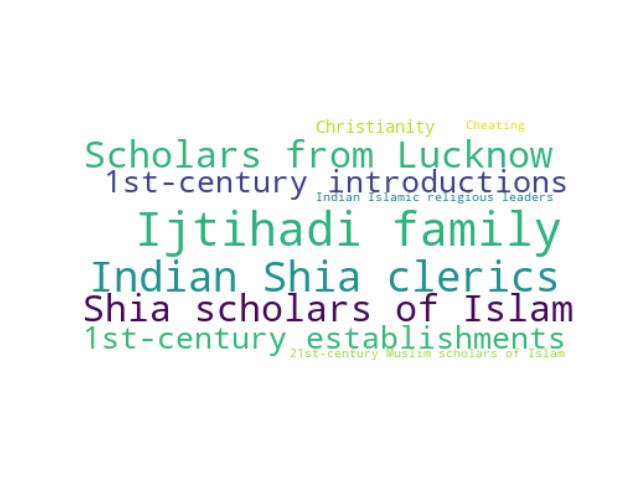 Christianity Cheating
Scholars from Lucknow
1st-century introductions
Indian Islamic religious leaders
Ijtihadi family
Indian Shia clerics
Shia scholars of Islam
1st-century establishments
21st-century Muslim scholars of Islam